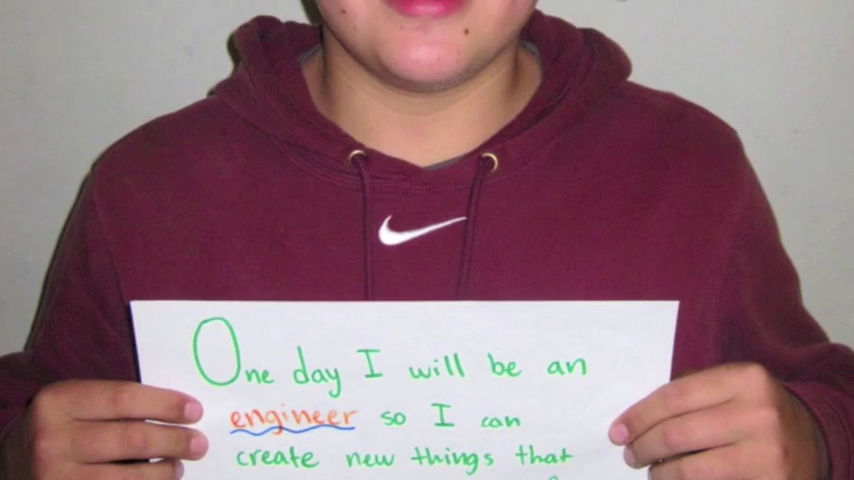 One day I will be an
engineer so I can
create new things that